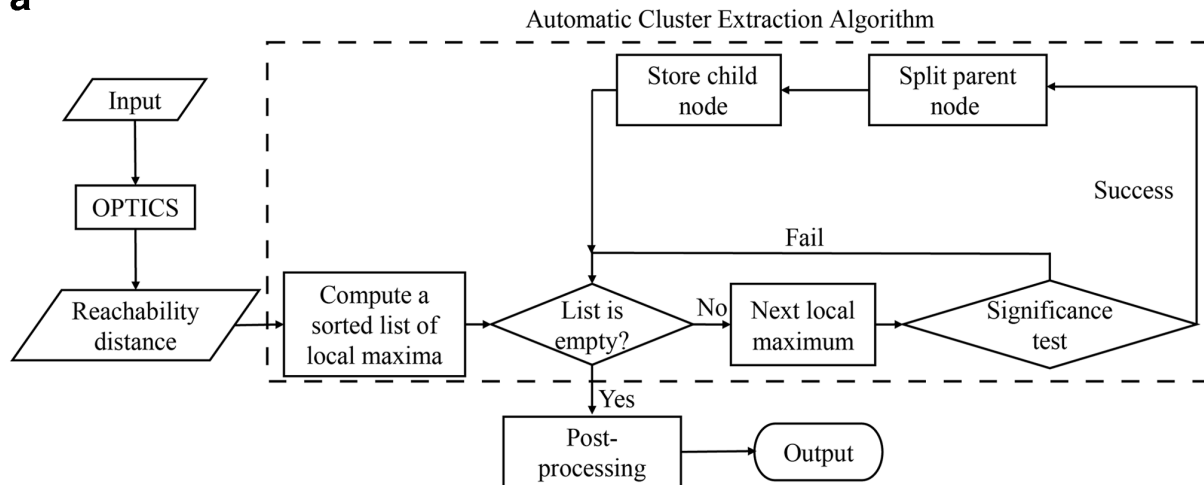 a
Automatic Cluster Extraction Algorithm
Input
Store child
node
Split parent
node
OPTICS
Success
Fail
Reachability
distance
Compute a
sorted list of
local maxima
List is
empty?
No
Next local
maximum
Significance
test
Yes
Post-
processing
Output